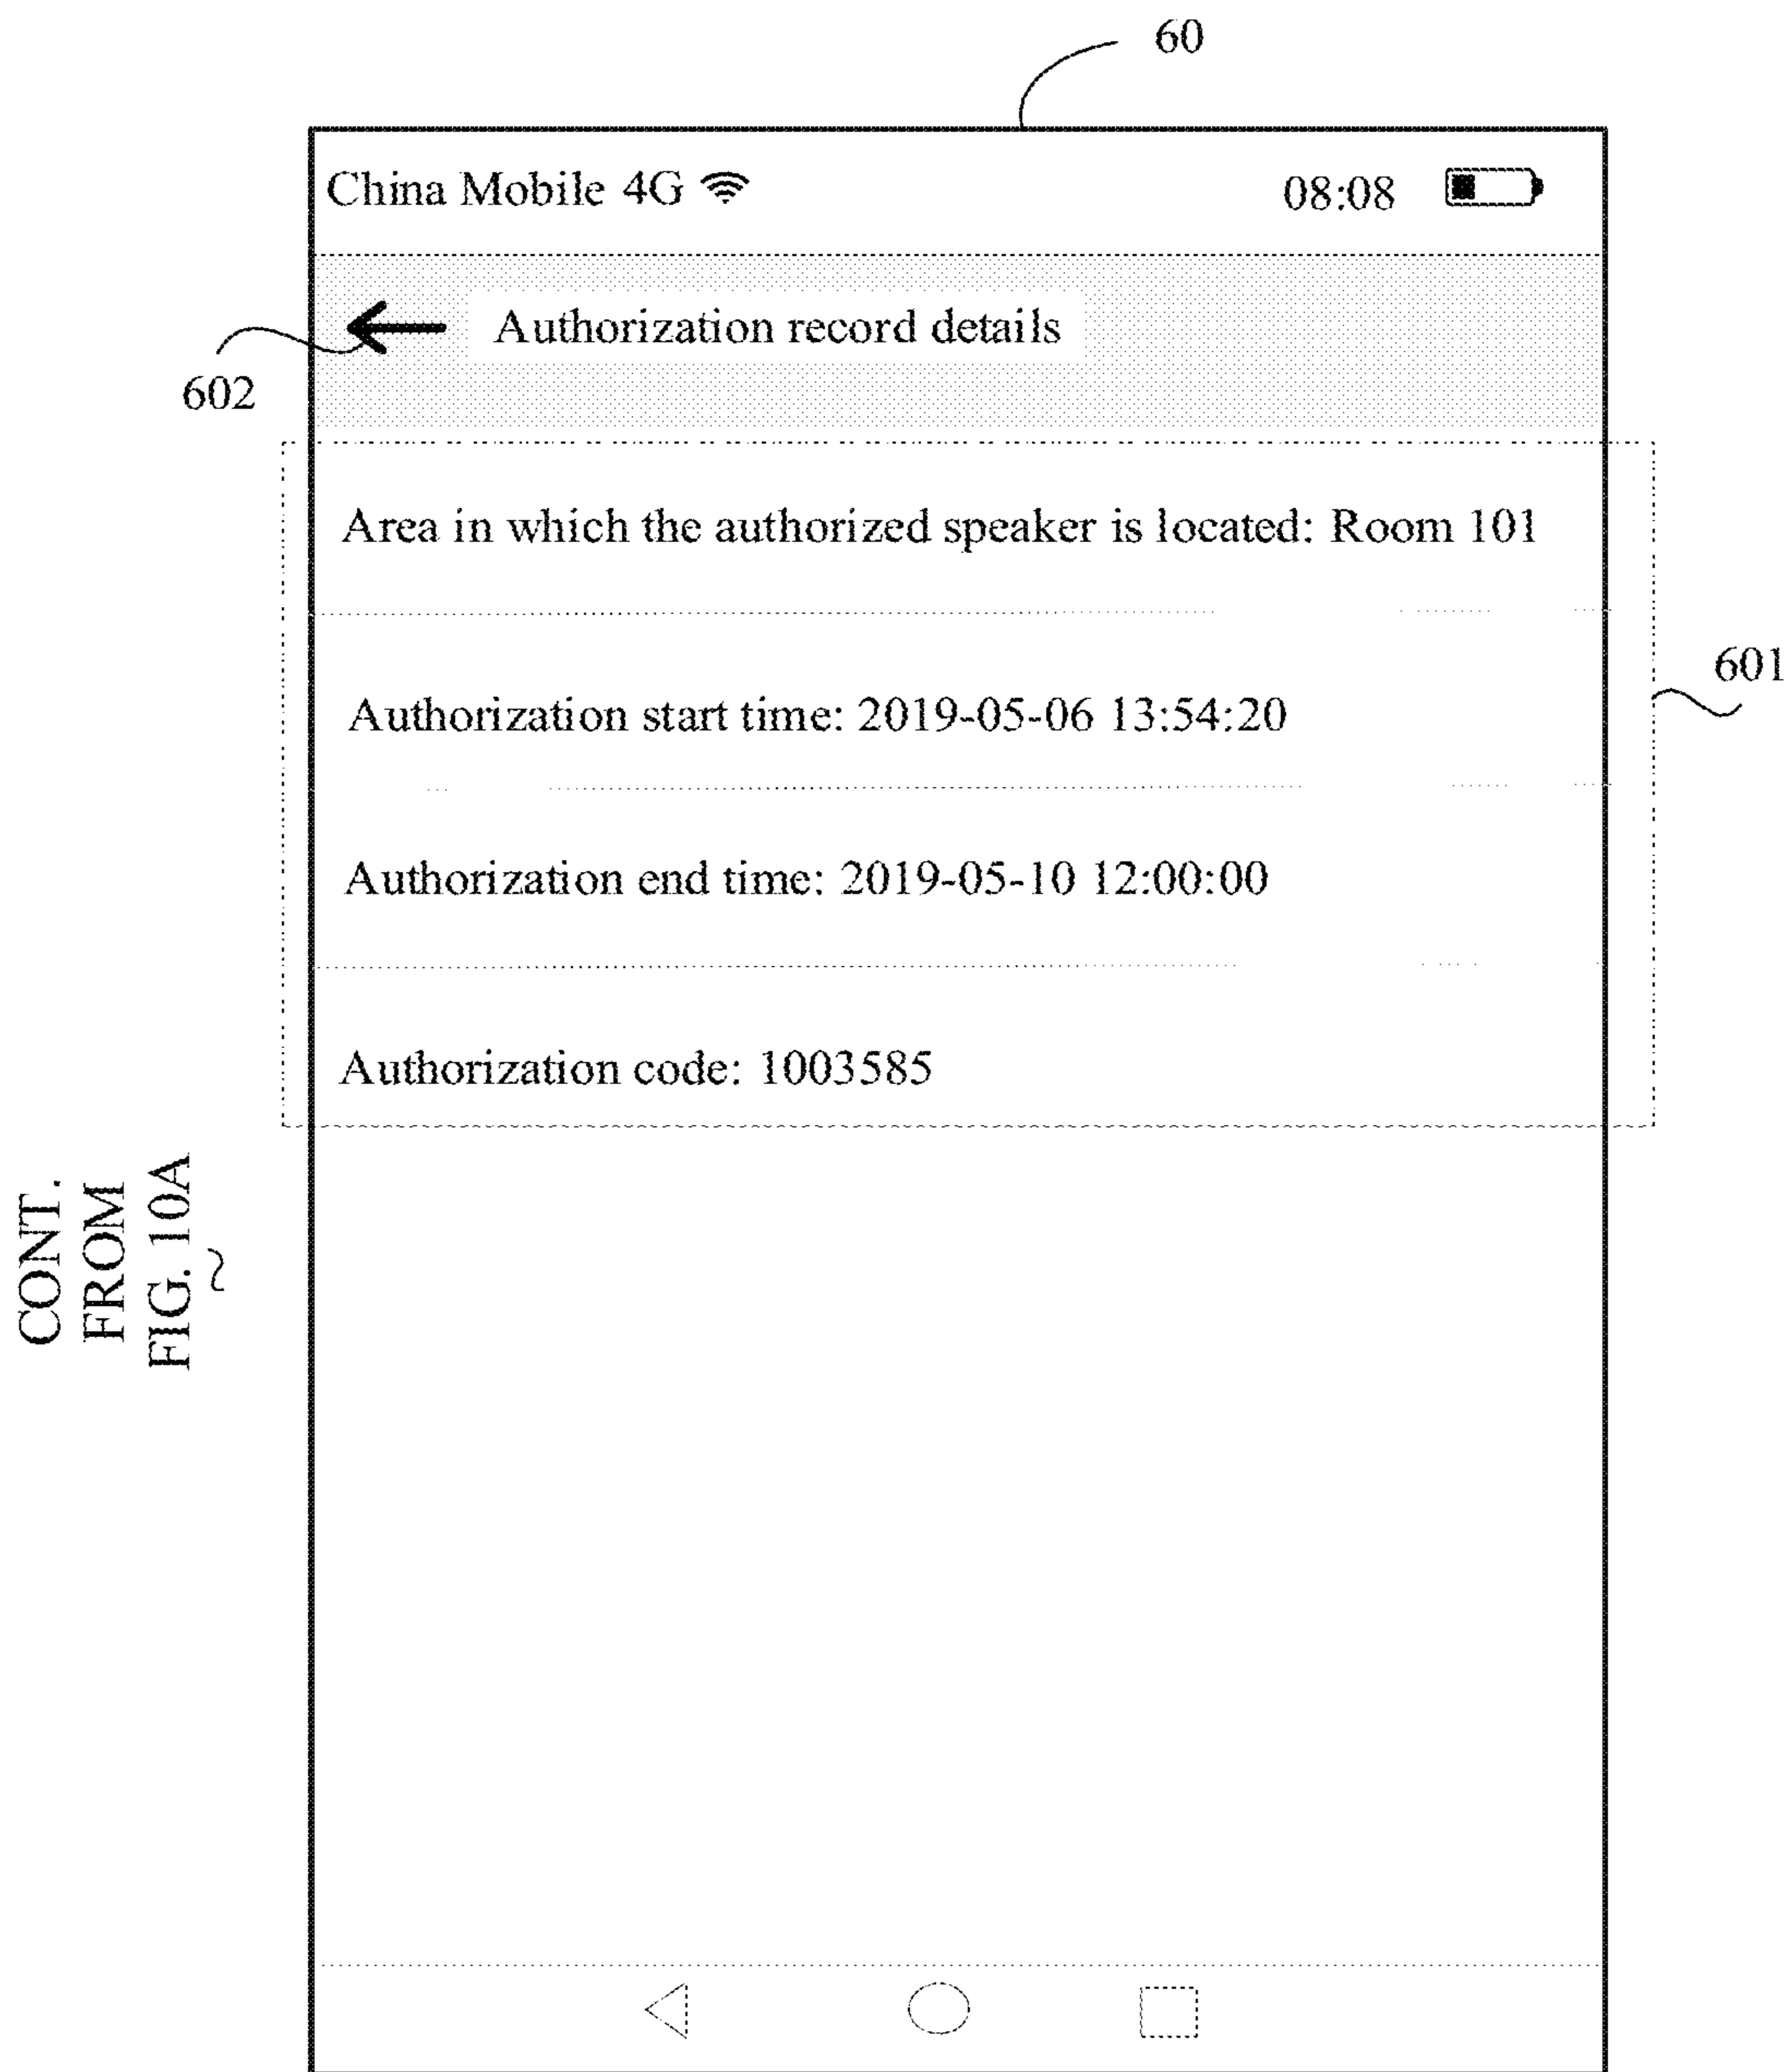 60
China Mobile 4G 08:08
Authorization record details
602
Area in which the authorized speaker is located: Room 101
601
Authorization start time: 2019-05-06 13:54:20
Authorization end time: 2019-05-10 12:00:00
Authorization code: 1003585
CONT.
FROM
FIG. 10A